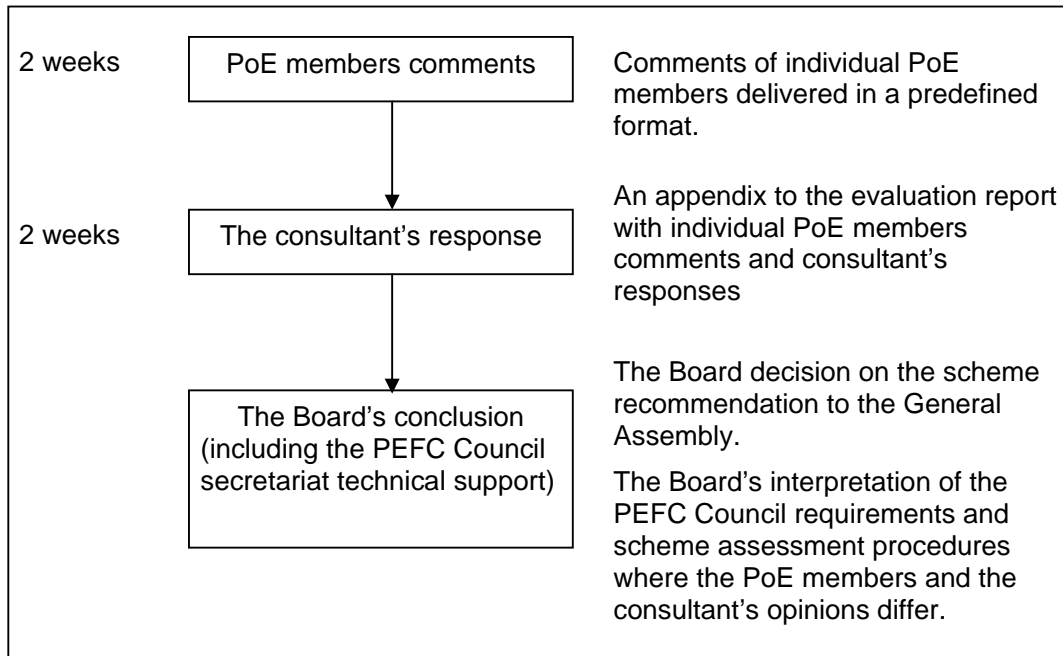 2 weeks
PoE members comments
Comments of individual PoE
members delivered in a predefined
format.
2 weeks
The consultant's response
An appendix to the evaluation report
with individual PoE members
comments and consultant's
responses
The Board's conclusion
(including the PEFC Council
secretariat technical support)
The Board decision on the scheme
recommendation to the General
Assembly.
The Board's interpretation of the
PEFC Council requirements and
scheme assessment procedures
where the PoE members and the
consultant's opinions differ.